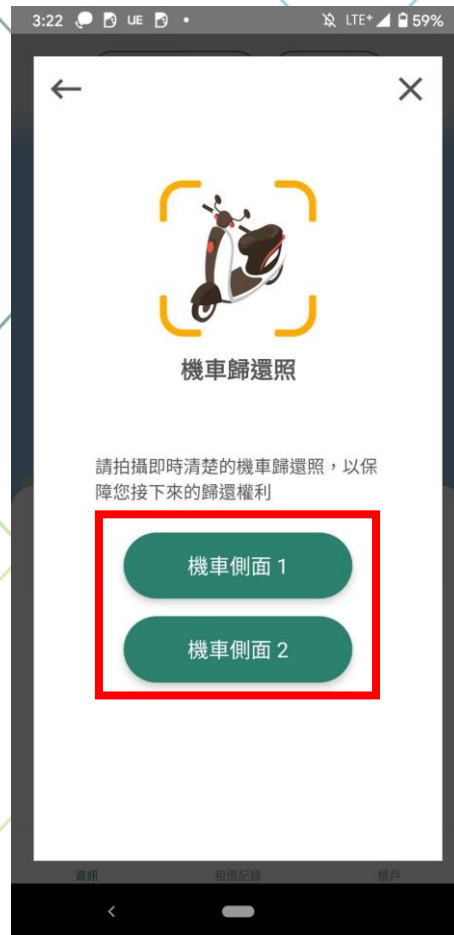 3:22 UE LTE+ 59%
機車歸還照
請拍攝即時清楚的機車歸還照，以保
障您接下來的歸還權利
機車側面 1
機車側面 2
資訊 租借記錄 帳戶